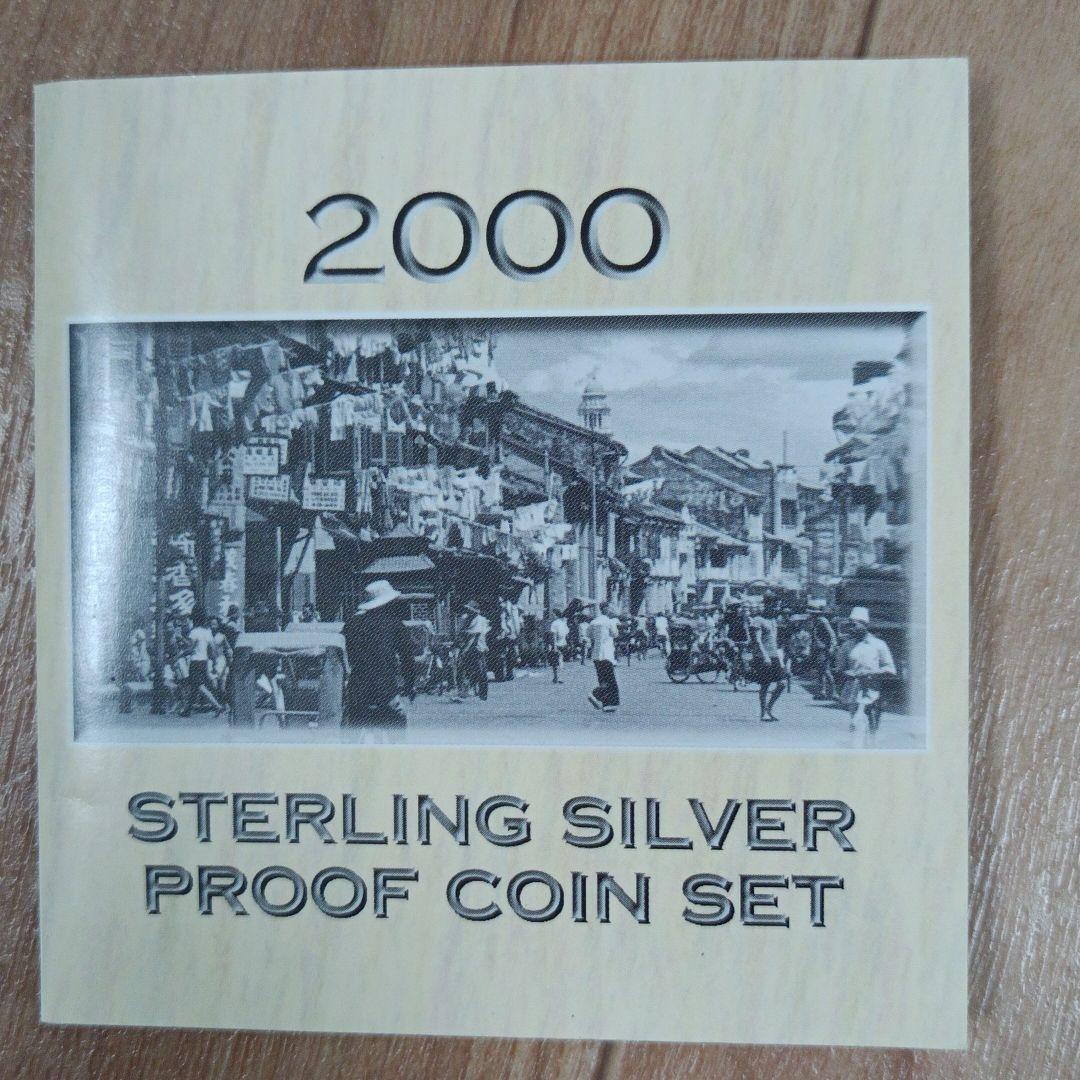 2000
STERLING SILVER
PROOF COIN SET